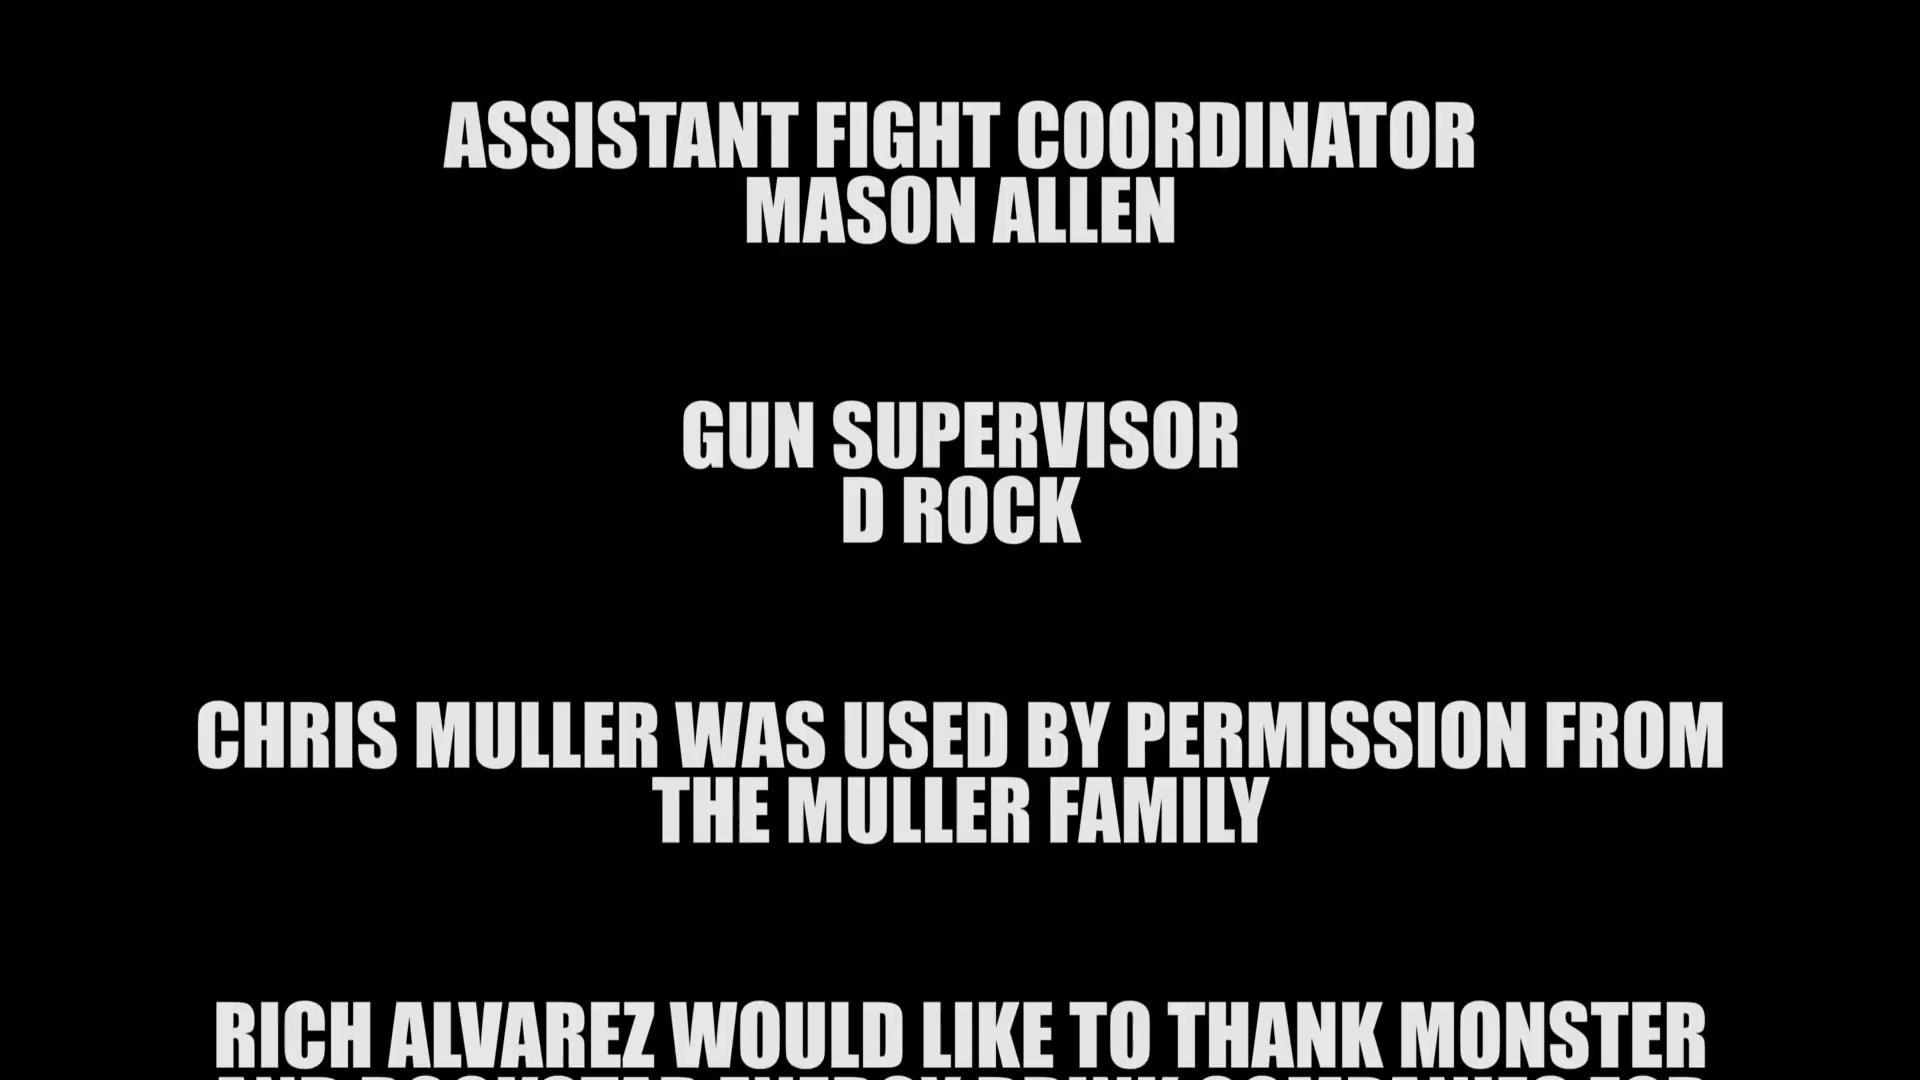 ASSISTANT FIGHT COORDINATOR
MASON ALLEN
GUN SUPERVISOR
D ROCK
CHRIS MULLER WAS USED BY PERMISSION FROM
THE MULLER FAMILY
RICH ALVAREZ WOULD LIKE TO THANK MONSTER